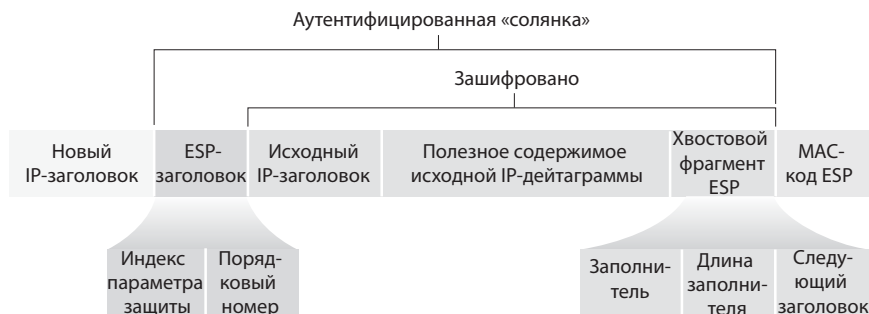 Аутентифицированная «солянка»
Зашифровано
Новый
IP-заголовок
ESP-
заголовок
Исходный
IP-заголовок
Полезное содержимое
исходной IP-дейтаграммы
Хвостовой
фрагмент
ESP
MAC-
код ESP
Индекс
параметра
защиты
Поряд-
ковый
номер
Заполни-
тель
Длина
заполни-
теля
Следу-
ющий
заголовок